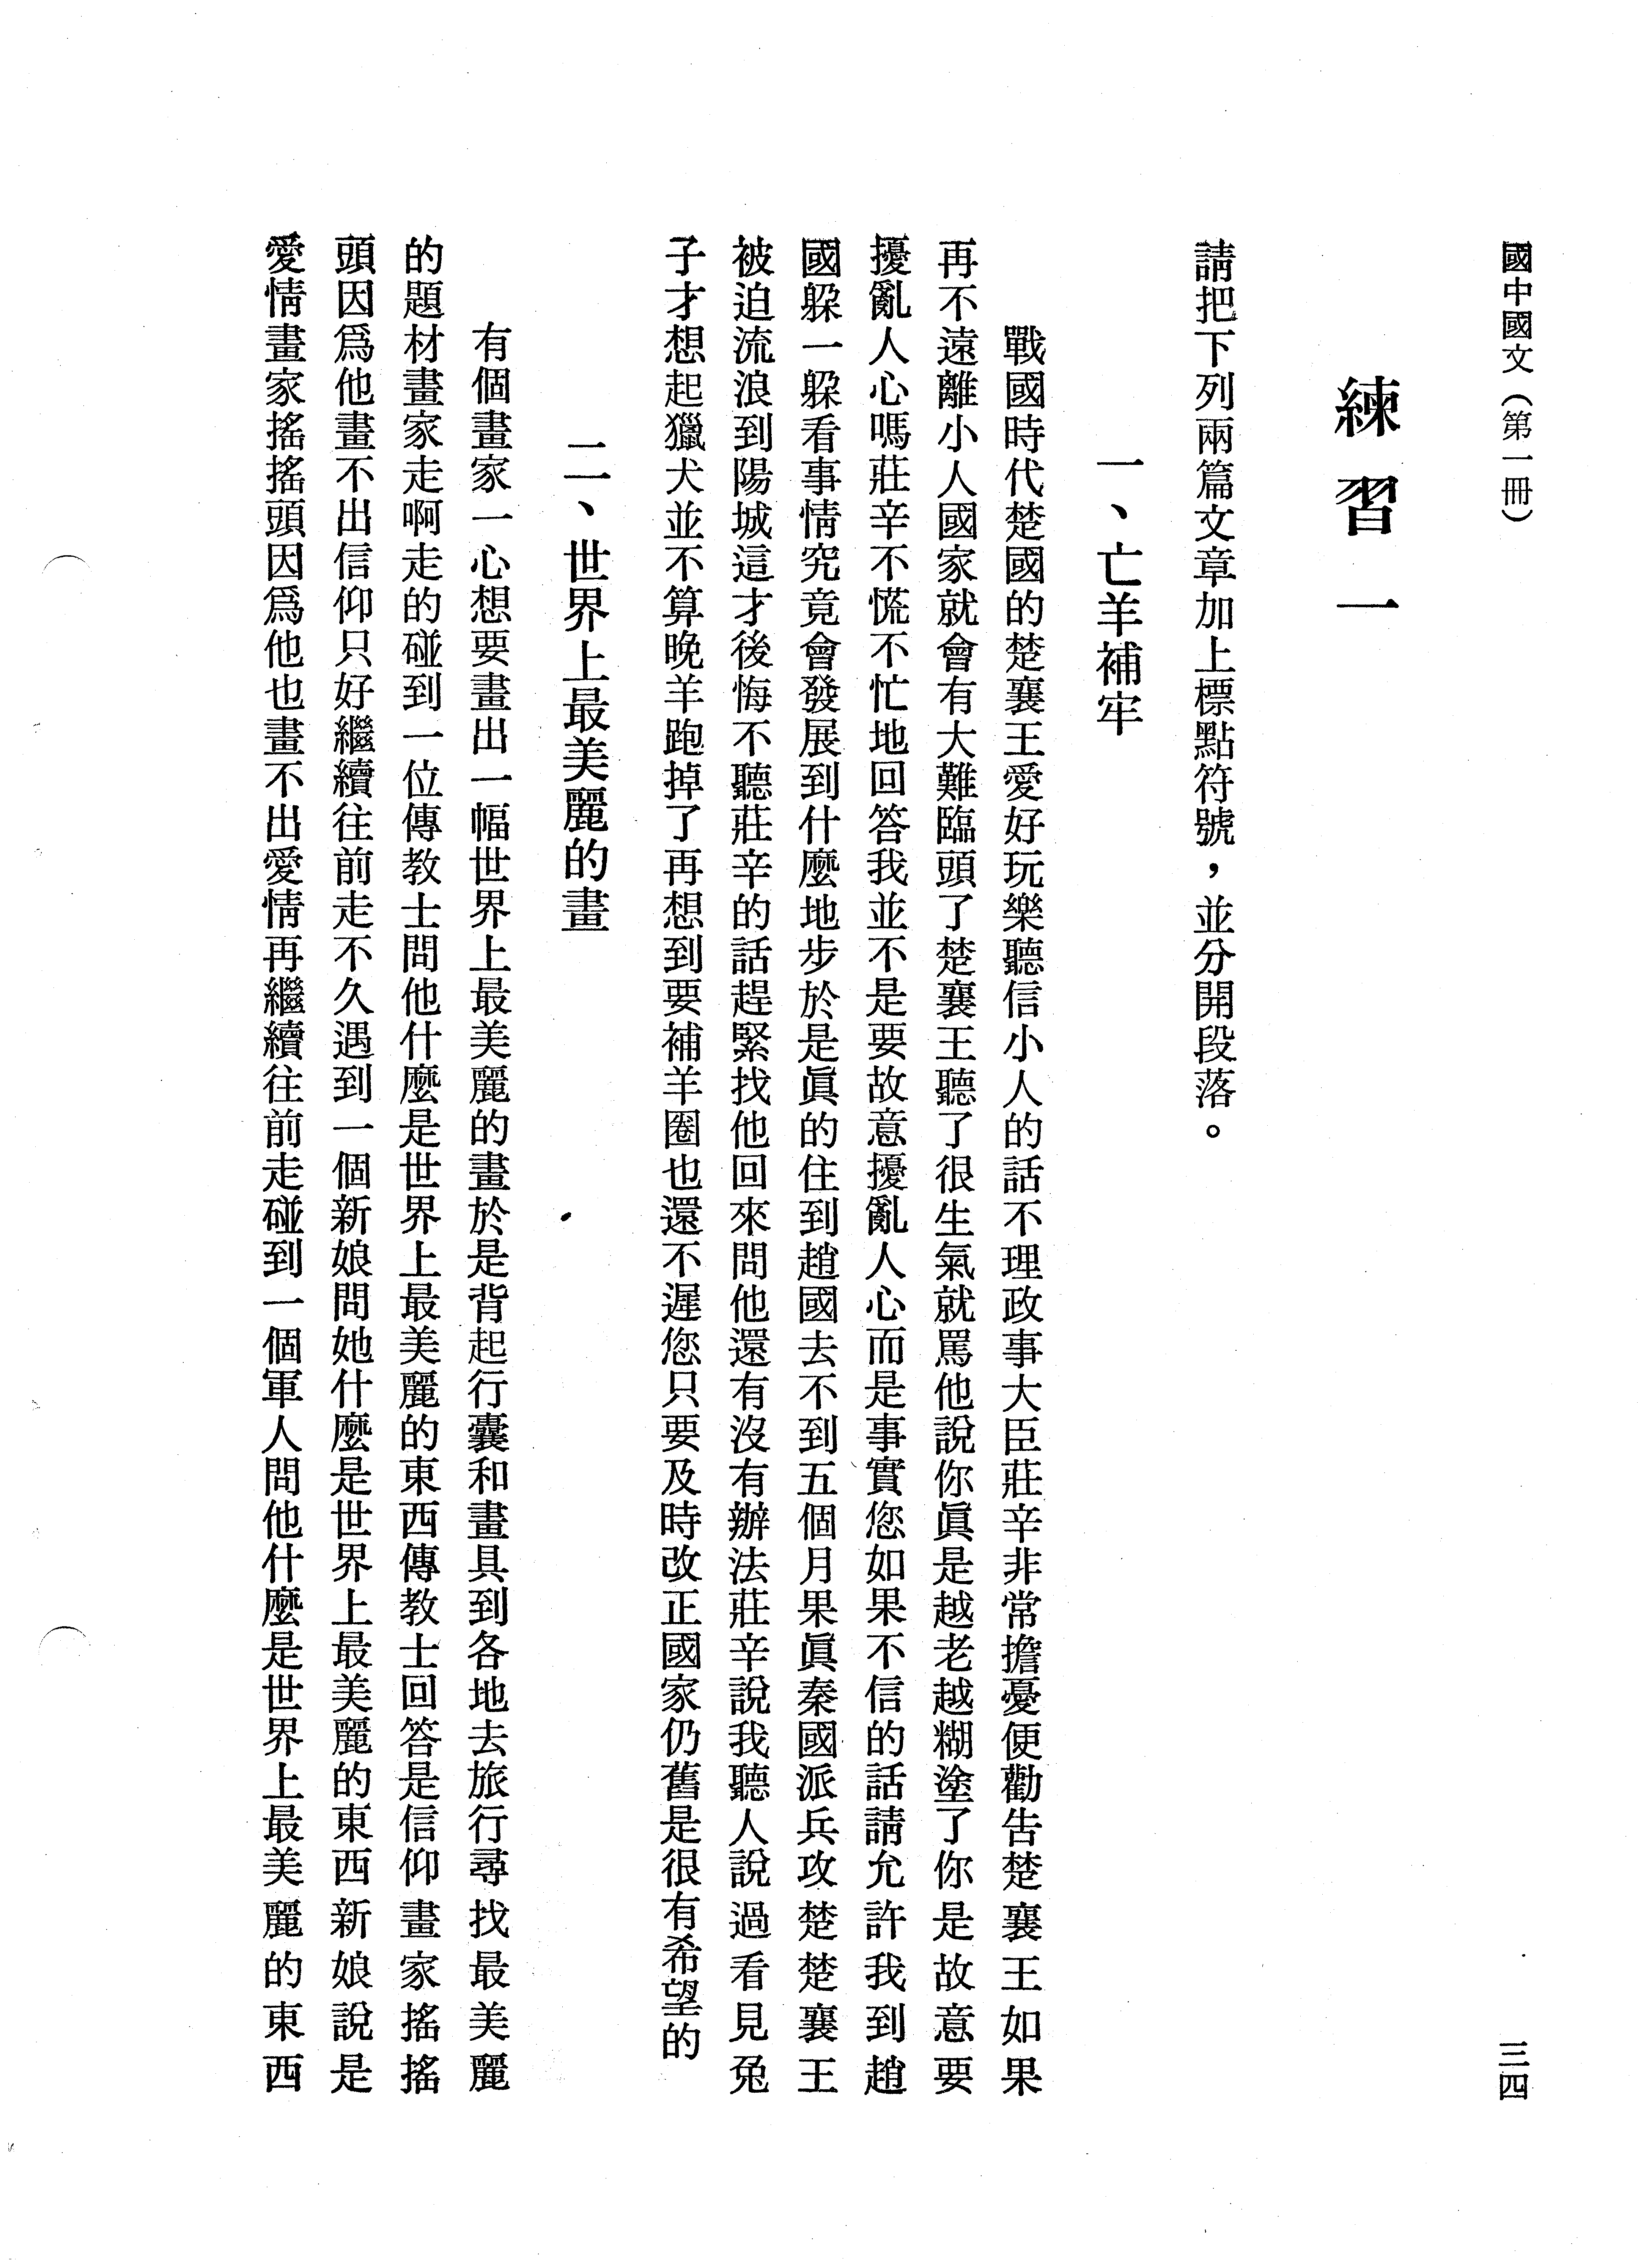 國中國文（第一冊）
三四
練習一
請把下列兩篇文章加上標點符號，並分開段落。
一、亡羊補牢
戰國時代楚國的楚襄王愛好玩樂聽信小人的話不理政事大臣莊辛非常擔憂便勸告楚襄王如果
再不遠離小人國家就會有大難臨頭了楚襄王聽了很生氣就罵他說你眞是越老越糊塗了你是故意要
擾亂人心嗎莊辛不慌不忙地回答我並不是要故意擾亂人心而是事實您如果不信的話請允許我到趙
國躲一躲看事情究竟會發展到什麼地步於是眞的住到趙國去不到五個月果眞秦國派兵攻楚楚襄王
被迫流浪到陽城這才後悔不聽莊辛的話趕緊找他回來問他還有沒有辦法莊辛說我聽人說過看見兔
子才想起獵犬並不算晚羊跑掉了再想到要補羊圈也還不遲您只要及時改正國家仍舊是很有希望的
二、世界上最美麗的畫
有個畫家一心想要畫出一幅世界上最美麗的畫於是背起行囊和畫具到各地去旅行尋找最美麗
的題材畫家走啊走的碰到一位傳教士問他什麼是世界上最美麗的東西傳教士回答是信仰畫家搖搖
頭因爲他畫不出信仰只好繼續往前走不久遇到一個新娘問她什麼是世界上最美麗的東西新娘說是
愛情畫家搖搖頭因爲他也畫不出愛情再繼續往前走碰到一個軍人問他什麼是世界上最美麗的東西